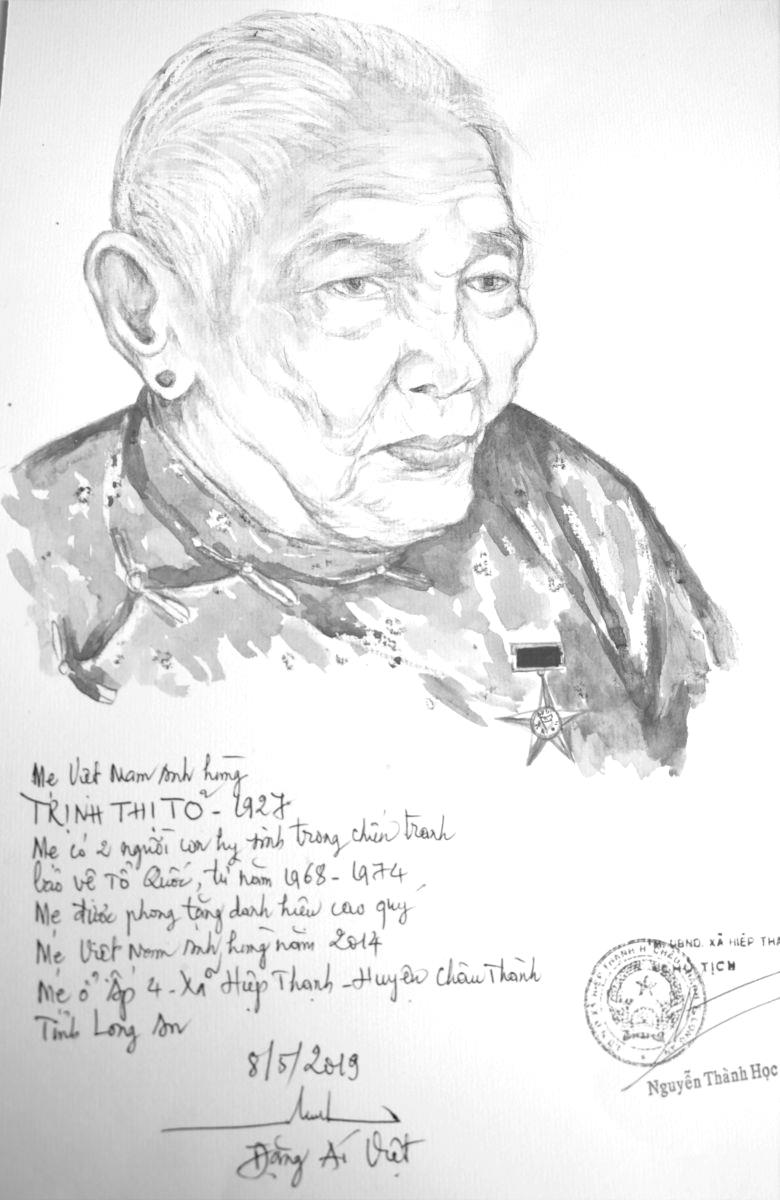 Mẹ Việt Nam Anh hùng
TRỊNH THỊ TỎ - 1927
Mẹ có 2 người con hy sinh trong chiến tranh
bảo vệ Tổ Quốc, từ năm 1968 - 1974
Mẹ được phong tặng danh hiệu cao quý
Mẹ Việt Nam Anh hùng năm 2014
Mẹ ở Ấp 4 - Xã Hiệp Thạnh - Huyện Châu Thành
Tỉnh Long An
8/5/2019
Đặng Ái Việt
UBND. XÃ HIỆP THẠ
CHỦ TỊCH
Nguyễn Thành Học